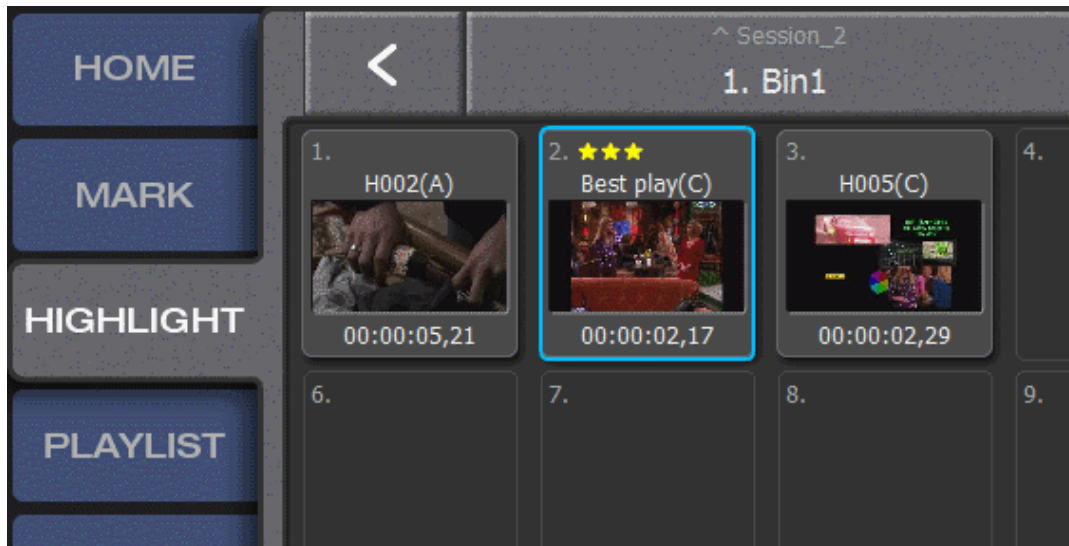 HOME
MARK
HIGHLIGHT
PLAYLIST
^ Session_2
1. Bin1
1.
H002(A)
00:00:05,21
2.
Best play(C)
00:00:02,17
3.
H005(C)
00:00:02,29
4.
6.
7.
8.
9.